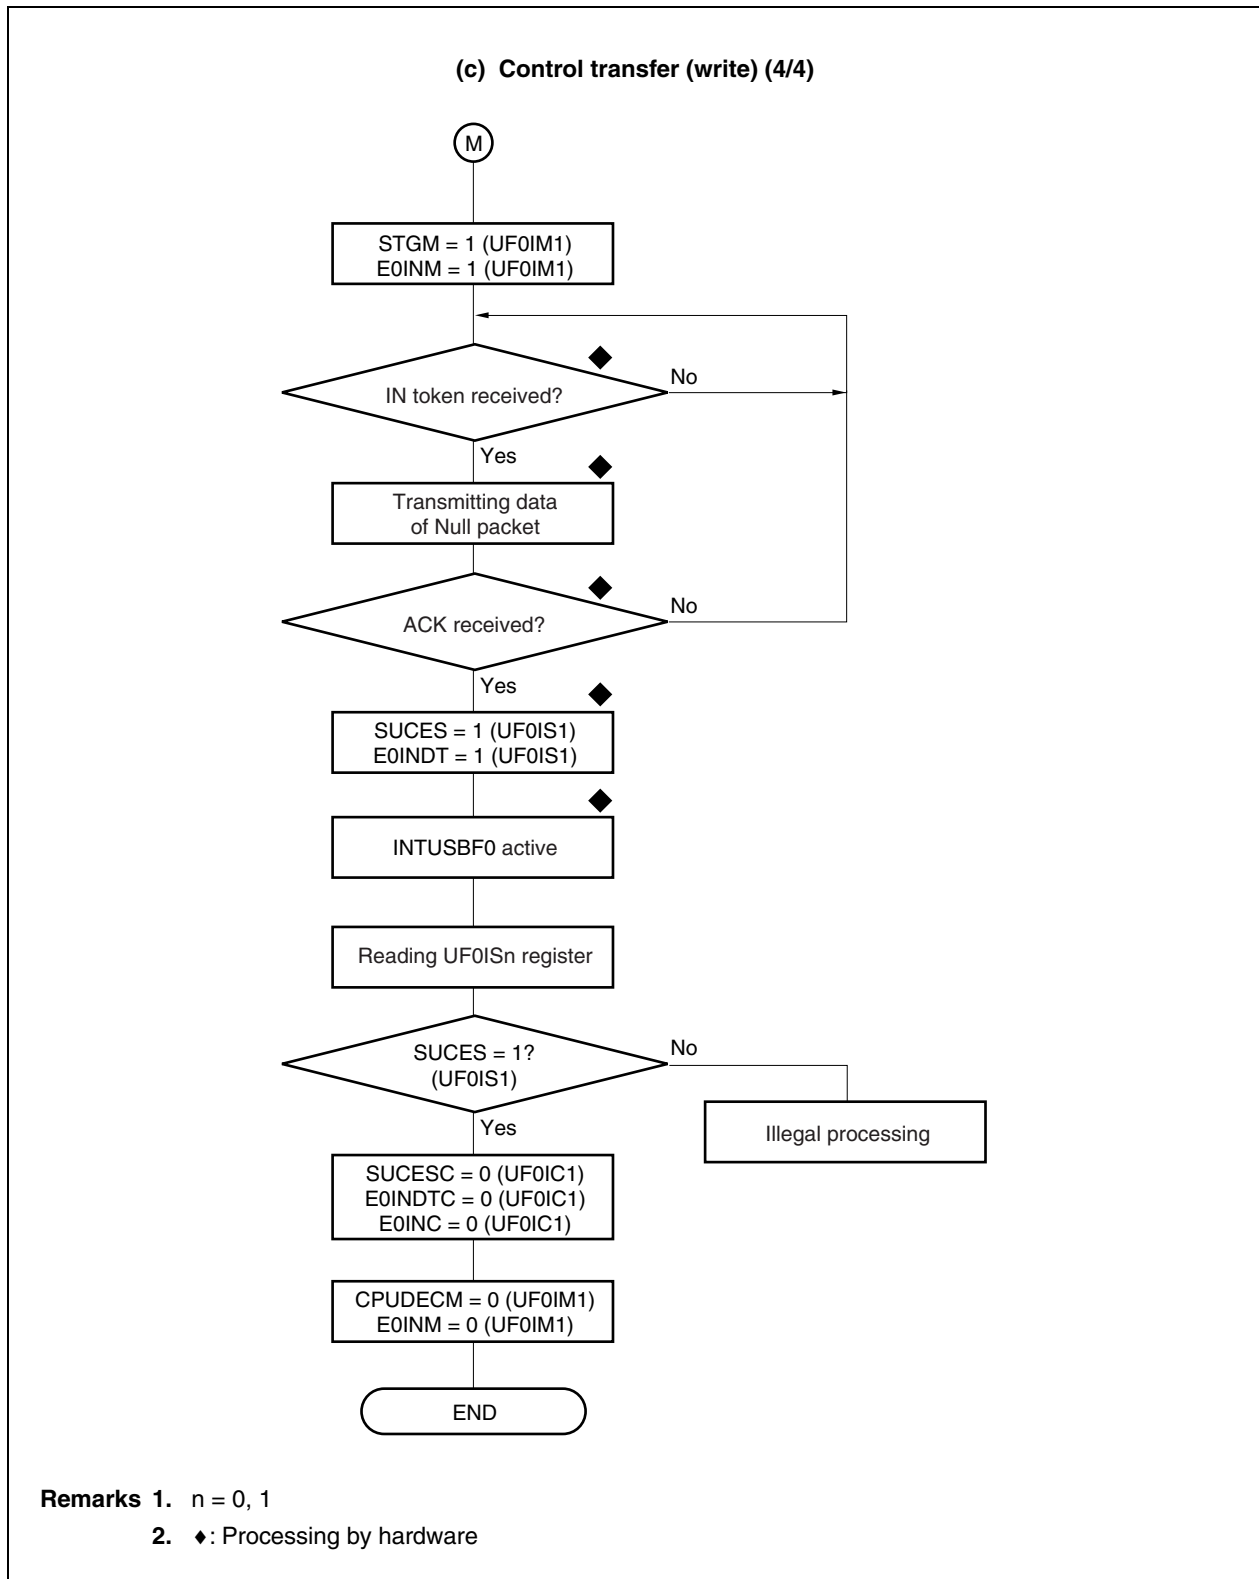 (c) Control transfer (write) (4/4)
M
STGM = 1 (UF0IM1)
E0INM = 1 (UF0IM1)
IN token received?
No
Yes
Transmitting data
of Null packet
ACK received?
No
Yes
SUCES = 1 (UF0IS1)
E0INDT = 1 (UF0IS1)
INTUSBF0 active
Reading UF0ISn register
SUCES = 1?
(UF0IS1)
No
Illegal processing
Yes
SUCESC = 0 (UF0IC1)
E0INDTC = 0 (UF0IC1)
E0INC = 0 (UF0IC1)
CPUDECM = 0 (UF0IM1)
E0INM = 0 (UF0IM1)
END
Remarks 1. n = 0, 1
2. ♦: Processing by hardware